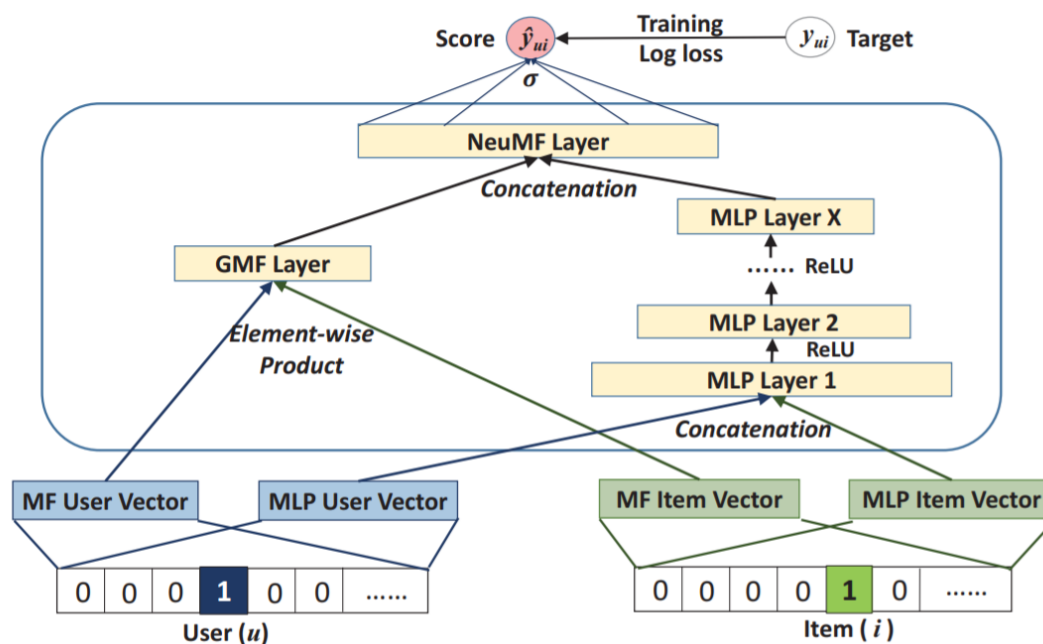 Score ŷui Training yui Target
Log loss
σ
NeuMF Layer
Concatenation
MLP Layer X
GMF Layer
...... ReLU
Element-wise
Product
MLP Layer 2
ReLU
MLP Layer 1
Concatenation
MF User Vector MLP User Vector MF Item Vector MLP Item Vector
0 0 0 1 0 0 ...... 0 0 0 0 1 0 ......
User (u) Item ( i )